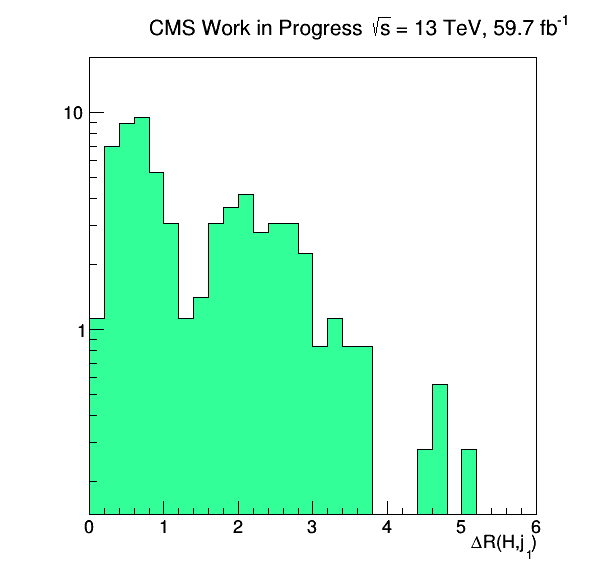 CMS Work in Progress √s = 13 TeV, 59.7 fb⁻¹
10
1
0 1 2 3 4 5 6
ΔR(H,j₁)